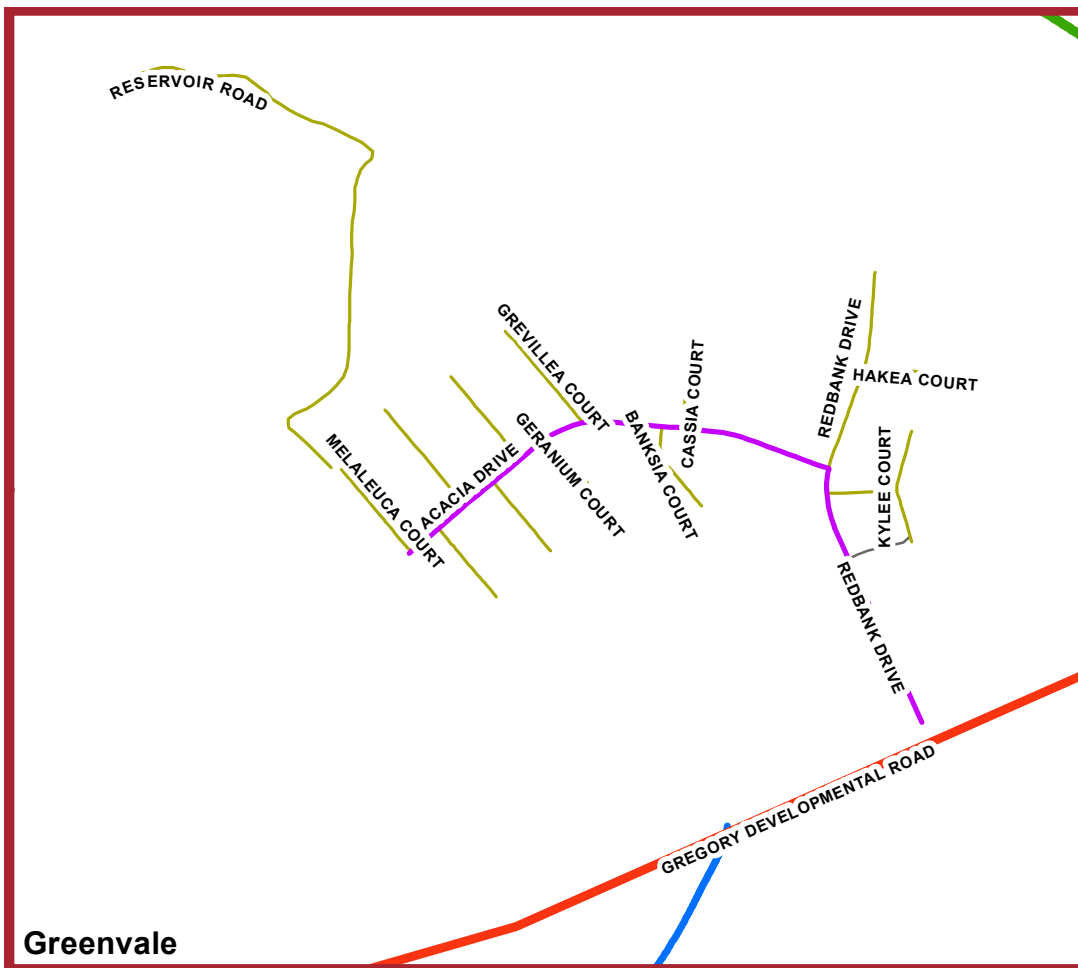 RESERVOIR ROAD
GREVILLEA COURT
REDBANK DRIVE
CASSIA COURT
HAKEA COURT
BANKSIA COURT
GERANIUM COURT
MELALEUCA COURT
ACACIA DRIVE
KYLEE COURT
REDBANK DRIVE
GREGORY DEVELOPMENTAL ROAD
Greenvale